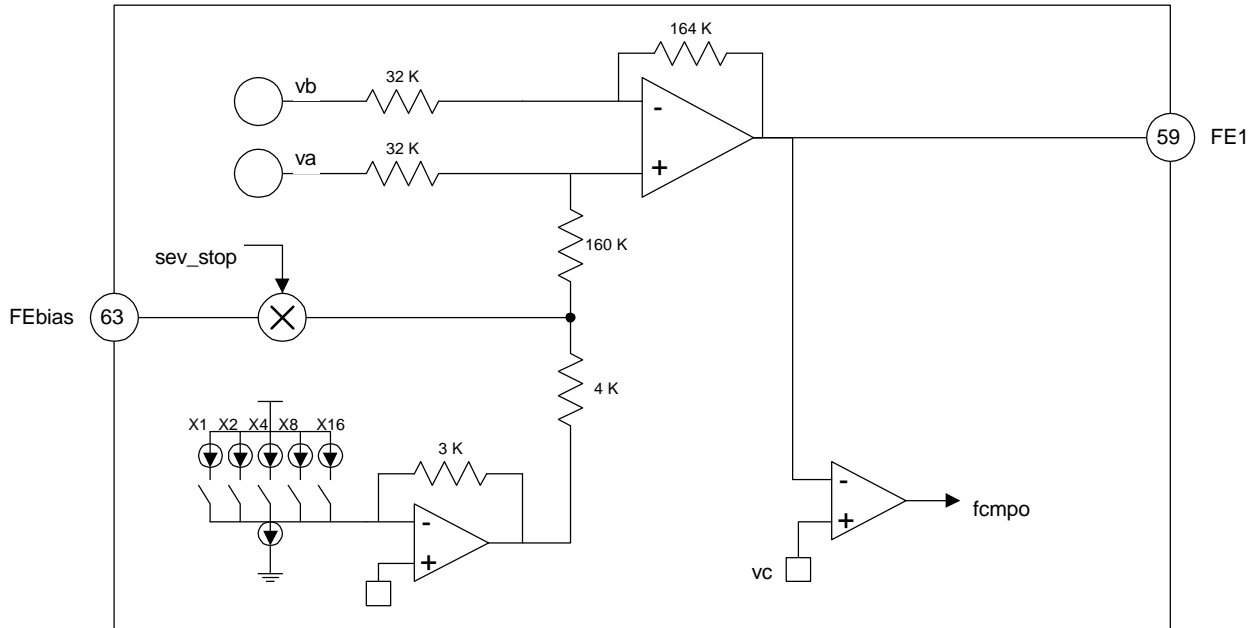 164 K
vb
32 K
-
59
FE1
va
32 K
+
160 K
sev_stop
FEbias
63
4 K
X1 X2 X4 X8 X16
3 K
-
+
-
+
fcmpo
vc